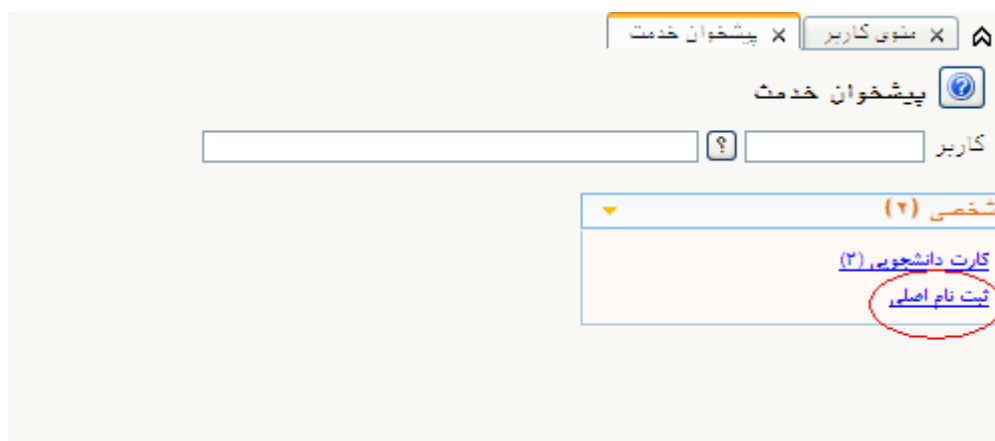 منوی کاربر × پیشخوان خدمت ×
پیشخوان خدمت
کاربر ؟
شخصی (۲)
کارت دانشجویی (۲)
ثبت نام اصلی